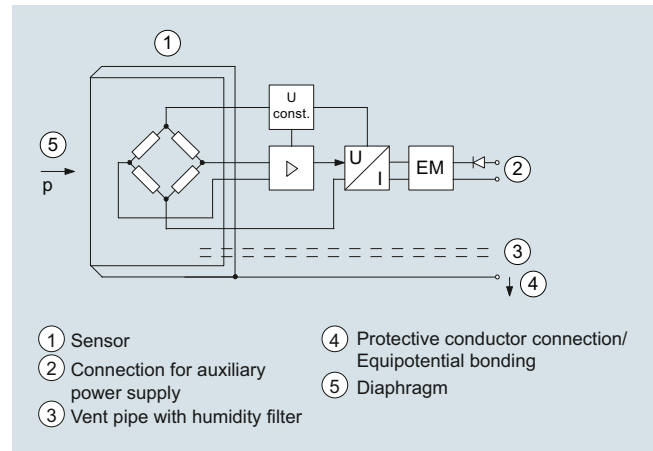 1
U
const.
5
p
U
I
EM
2
3
4
1 Sensor
2 Connection for auxiliary
power supply
3 Vent pipe with humidity filter
4 Protective conductor connection/
Equipotential bonding
5 Diaphragm